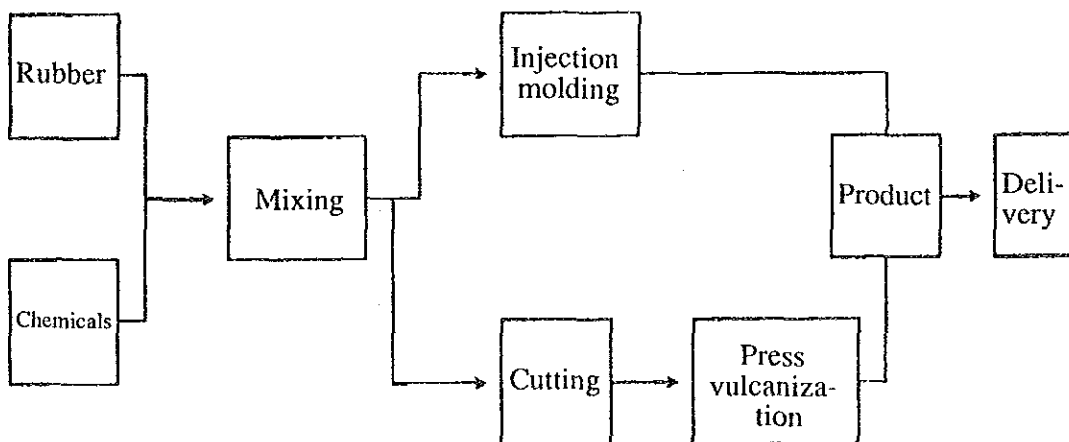 Rubber
Chemicals
Mixing
Injection
molding
Cutting
Press
vulcaniza-
tion
Product
Deli-
very